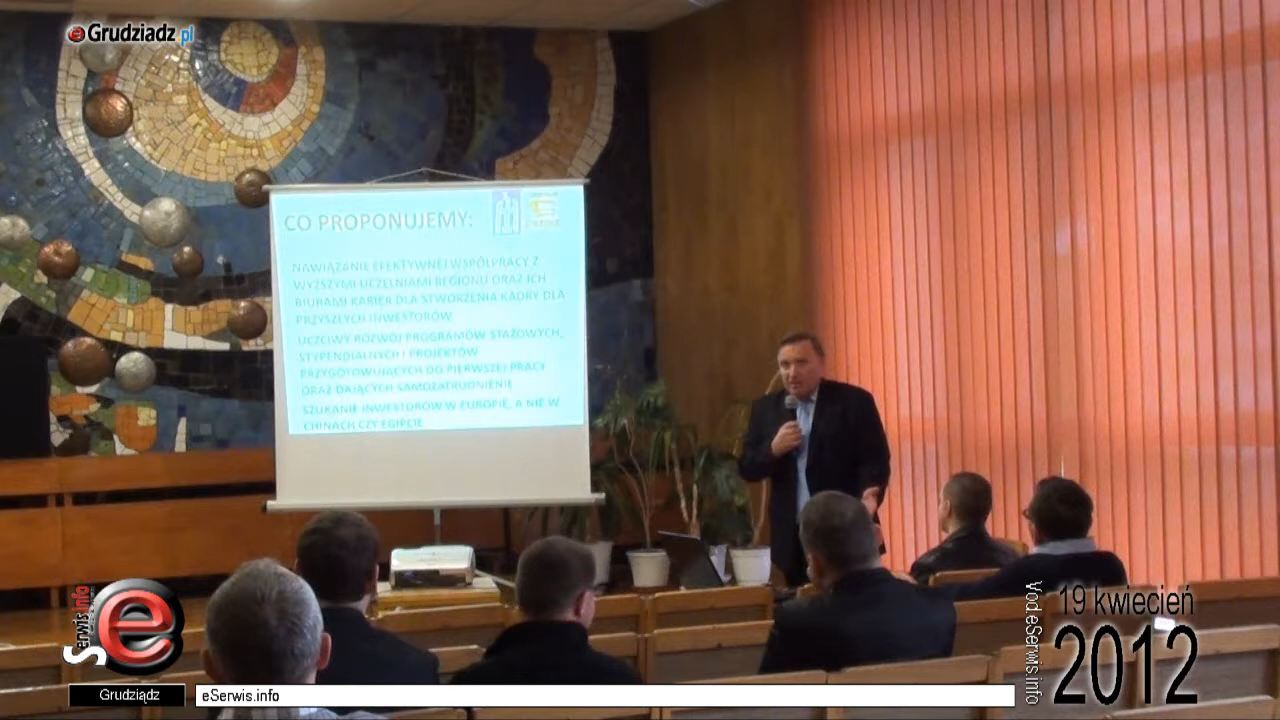 eGrudziadz.pl
CO PROPONUJEMY:
NAWIĄZANIE EFEKTYWNEJ WSPÓŁPRACY Z
WYŻSZYMI UCZELNIAMI REGIONU ORAZ ICH
BIURAMI KARIER DLA STWORZENIA KADRY DLA
PRZYSZŁYCH INWESTORÓW
UCZCIWY ROZWÓJ PROGRAMÓW STAŻOWYCH,
STYPENDIALNYCH I PROJEKTÓW
PRZYGOTOWUJĄCYCH DO PIERWSZEJ PRACY
ORAZ DAJĄCYCH SAMOZATRUDNIENIE
SZUKANIE INWESTORÓW W EUROPIE, A NIE W
CHINACH CZY EGIPCIE
Serwis.info
e
Grudziądz
eSerwis.info
Vod.eSerwis.info
19 kwiecień
2012